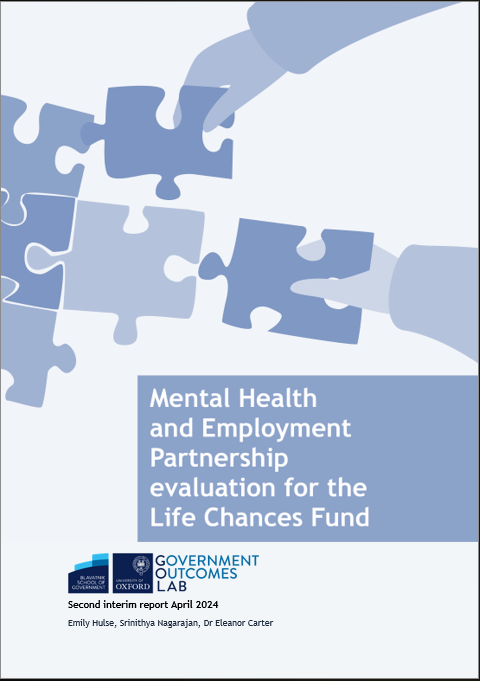 Mental Health
and Employment
Partnership
evaluation for the
Life Chances Fund
BLAVATNIK
SCHOOL OF
GOVERNMENT
UNIVERSITY OF
OXFORD
GOVERNMENT
OUTCOMES
LAB
Second interim report April 2024
Emily Hulse, Srinithya Nagarajan, Dr Eleanor Carter